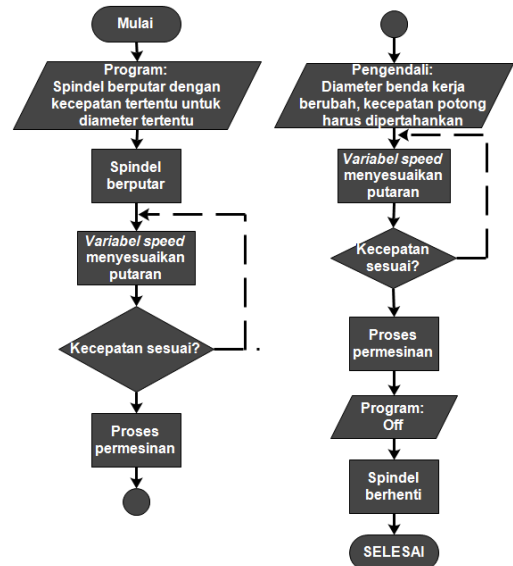 Mulai
Program:
Spindel berputar dengan
kecepatan tertentu untuk
diameter tertentu
Spindel
berputar
Variabel speed
menyesuaikan
putaran
Kecepatan sesuai?
Proses
permesinan
Pengendali:
Diameter benda kerja
berubah, kecepatan potong
harus dipertahankan
Variabel speed
menyesuaikan
putaran
Kecepatan
sesuai?
Proses
permesinan
Program:
Off
Spindel
berhenti
SELESAI